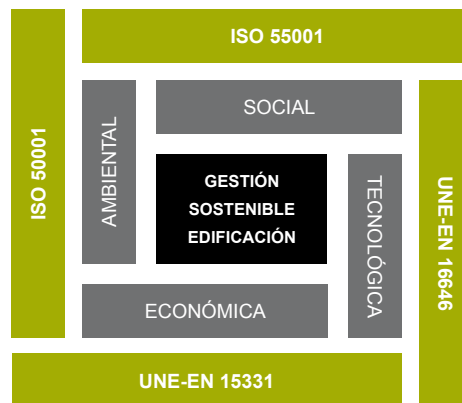 ISO 55001
ISO 50001
AMBIENTAL
SOCIAL
GESTIÓN
SOSTENIBLE
EDIFICACIÓN
TECNOLÓGICA
UNE-EN 16646
ECONÓMICA
UNE-EN 15331